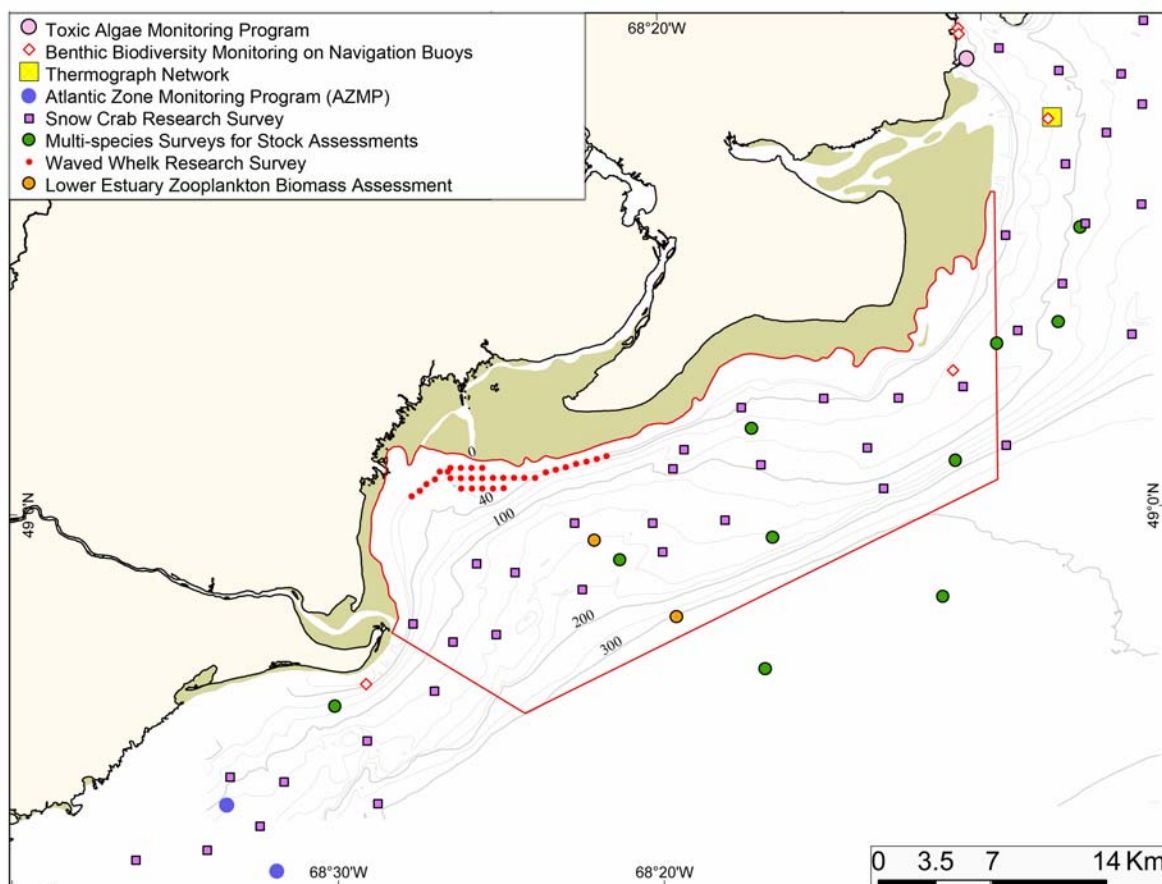 68°20'W
Toxic Algae Monitoring Program
Benthic Biodiversity Monitoring on Navigation Buoys
Thermograph Network
Atlantic Zone Monitoring Program (AZMP)
Snow Crab Research Survey
Multi-species Surveys for Stock Assessments
Waved Whelk Research Survey
Lower Estuary Zooplankton Biomass Assessment
0
40
100
49°0'N
49°0'N
200
300
68°30'W
68°20'W
0 3.5 7 14 Km